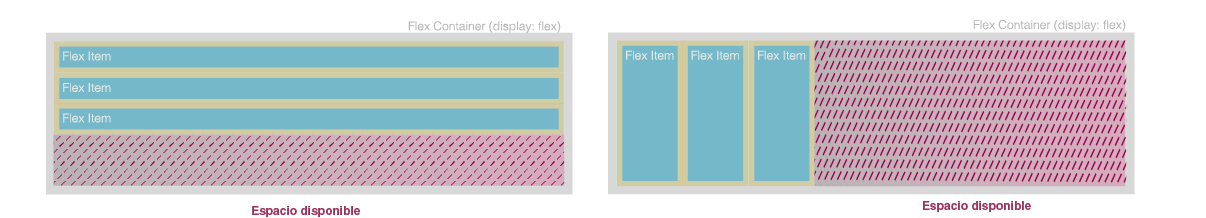 Flex Container (display: flex)
Flex Item
Flex Item
Flex Item
Espacio disponible
Flex Container (display: flex)
Flex Item Flex Item Flex Item
Espacio disponible